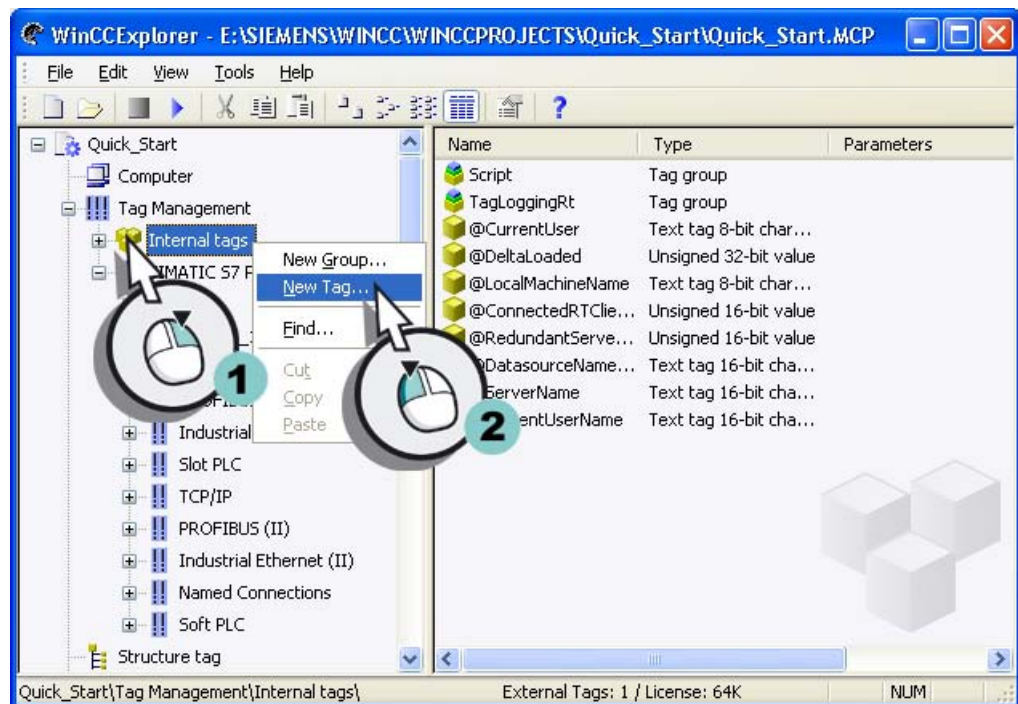 WinCCExplorer - E:\SIEMENS\WINCC\WINCCPROJECTS\Quick_Start\Quick_Start.MCP
File Edit View Tools Help
Quick_Start
Computer
Tag Management
Internal tags
IMATIC S7
Industrial
Slot PLC
TCP/IP
PROFIBUS (II)
Industrial Ethernet (II)
Named Connections
Soft PLC
Structure tag
New Group...
New Tag...
Find...
Cut
Copy
Paste
1
2
Name Type Parameters
Script Tag group
TagLoggingRt Tag group
@CurrentUser Text tag 8-bit char...
@DeltaLoaded Unsigned 32-bit value
@LocalMachineName Text tag 8-bit char...
@ConnectedRTClie... Unsigned 16-bit value
@RedundantServe... Unsigned 16-bit value
DatasourceName... Text tag 16-bit cha...
ServerName Text tag 16-bit cha...
entUserName Text tag 16-bit cha...
Quick_Start\Tag Management\Internal tags\ External Tags: 1 / License: 64K NUM